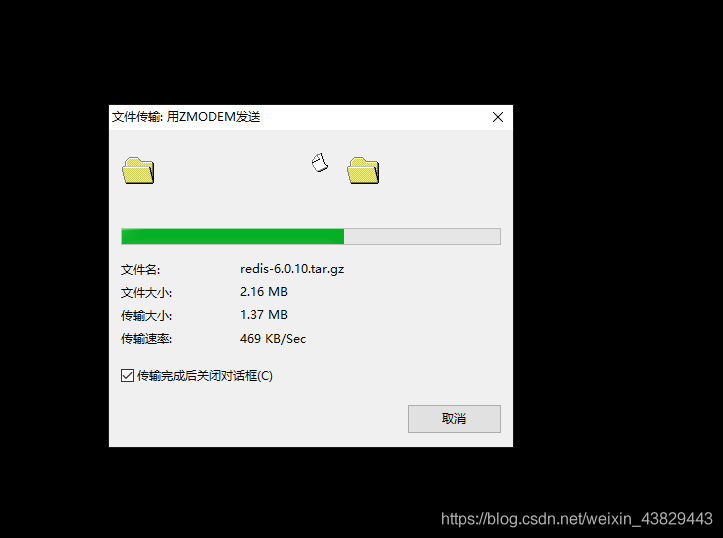 文件传输: 用ZMODEM发送
文件名: redis-6.0.10.tar.gz
文件大小: 2.16 MB
传输大小: 1.37 MB
传输速率: 469 KB/Sec
传输完成后关闭对话框(C)
取消
https://blog.csdn.net/weixin_43829443